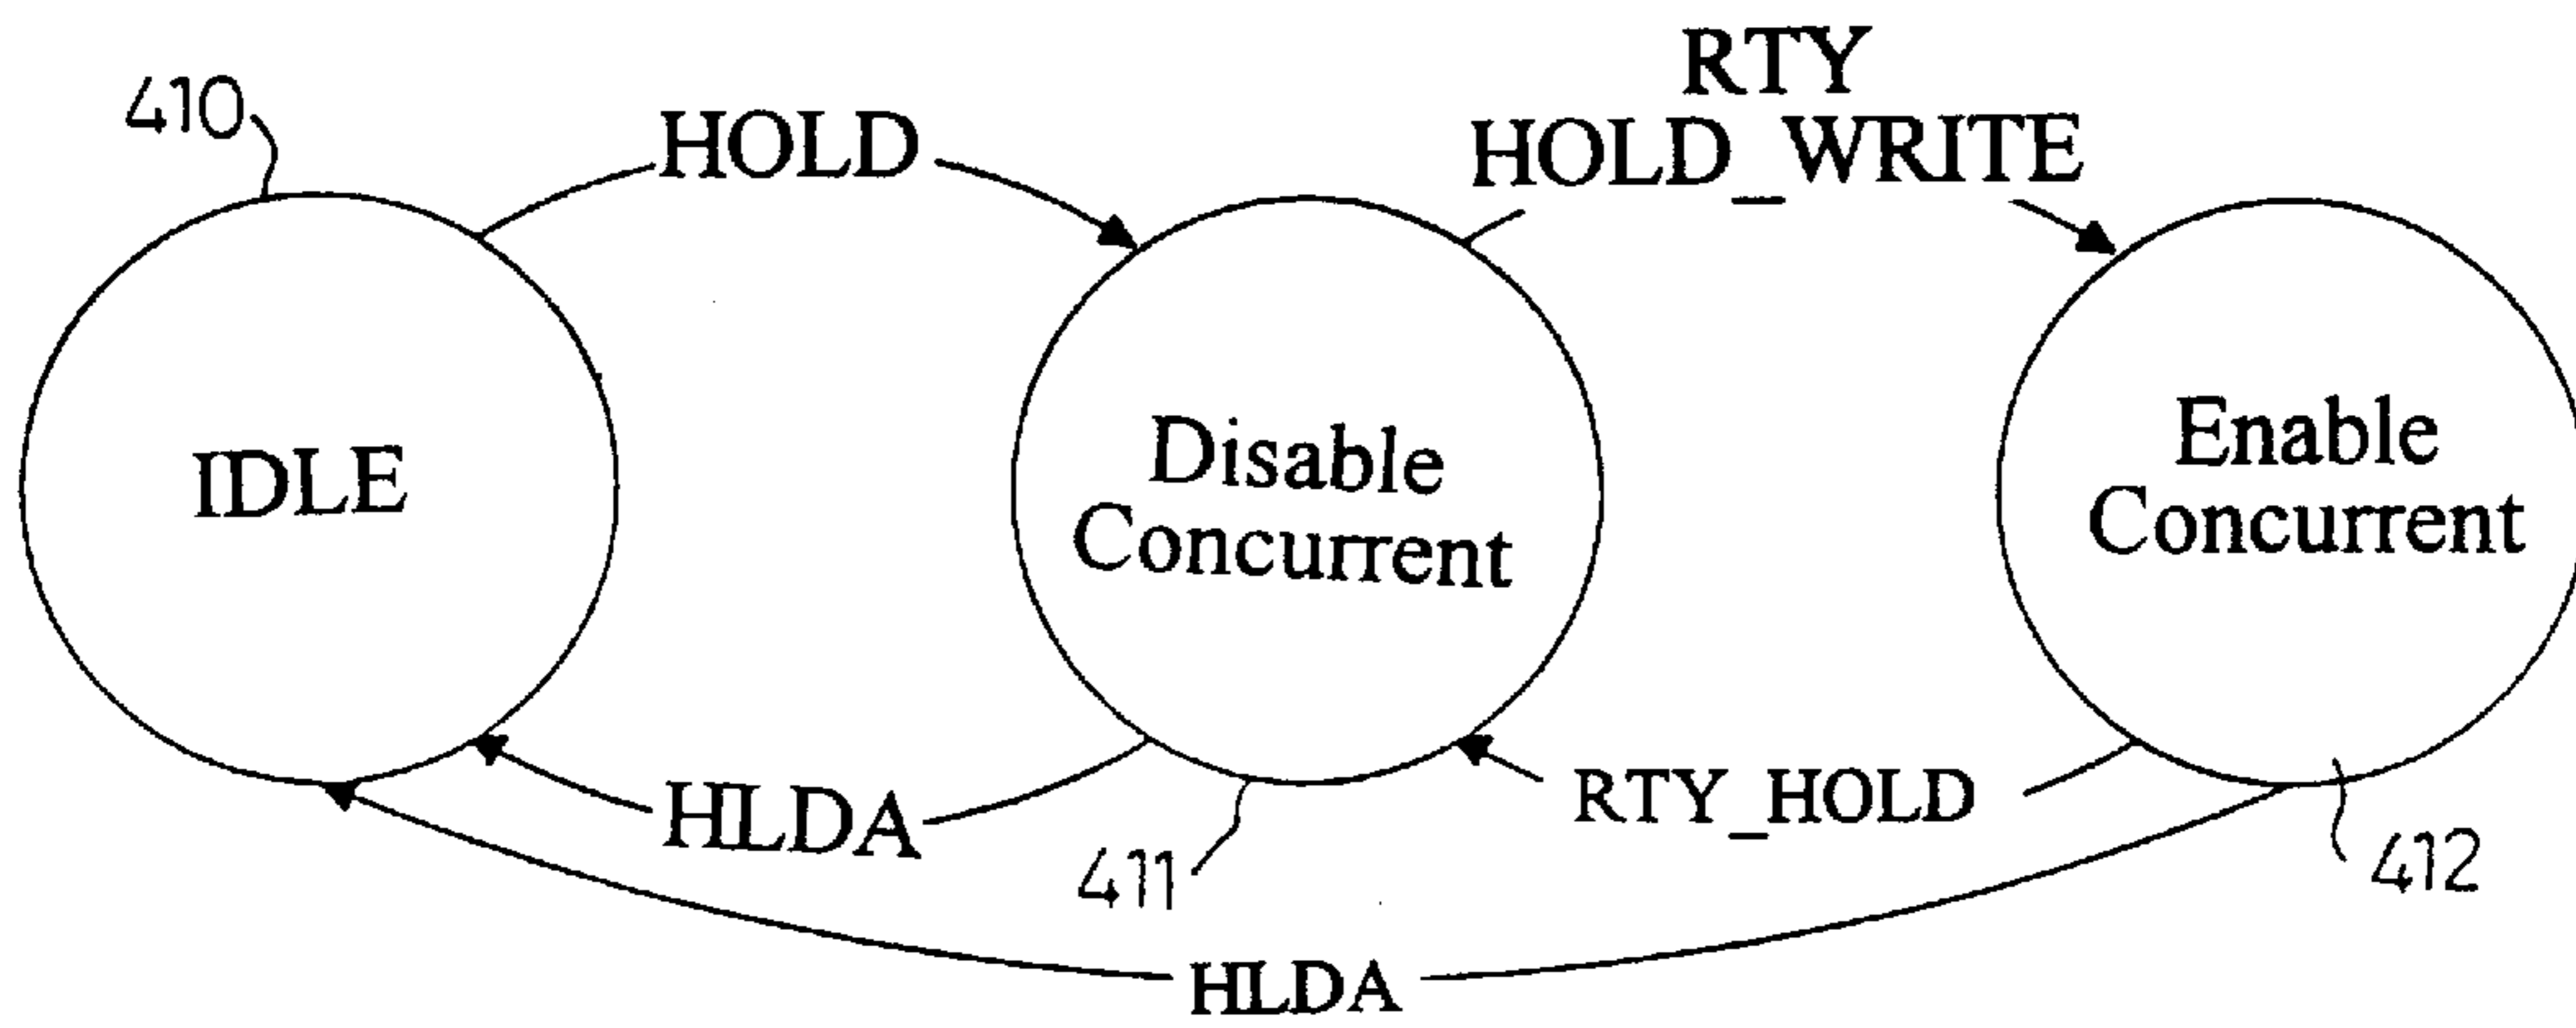 410
HOLD
RTY
HOLD_WRITE
IDLE
Disable
Concurrent
Enable
Concurrent
HLDA
RTY_HOLD
411
412
HLDA